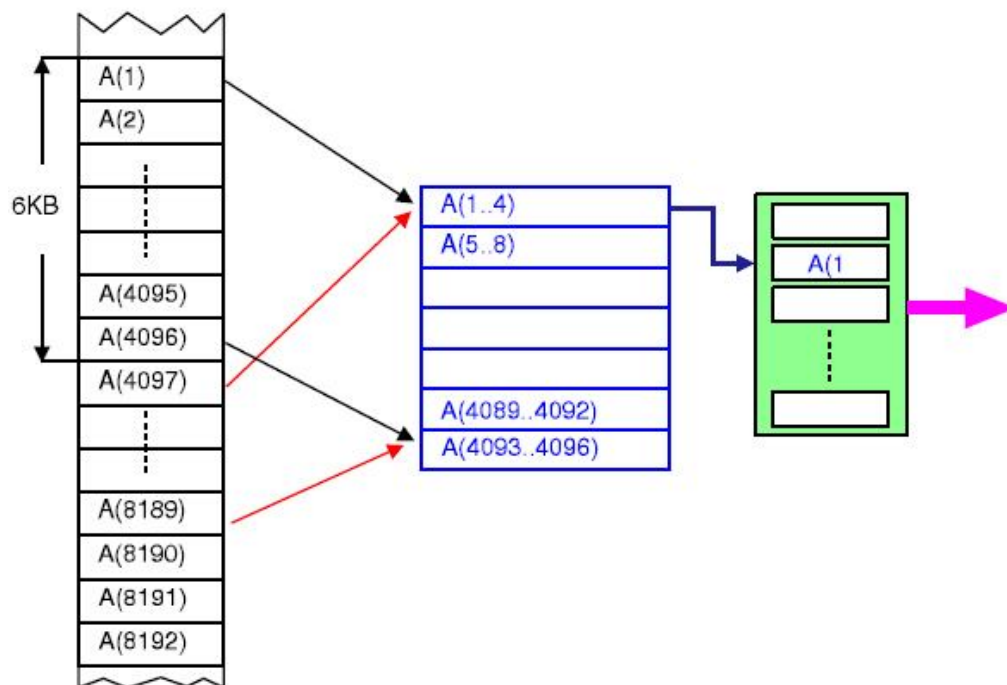 A(1)
A(2)
6KB
A(4095)
A(4096)
A(4097)
A(8189)
A(8190)
A(8191)
A(8192)
A(1..4)
A(5..8)
A(4089..4092)
A(4093..4096)
A(1